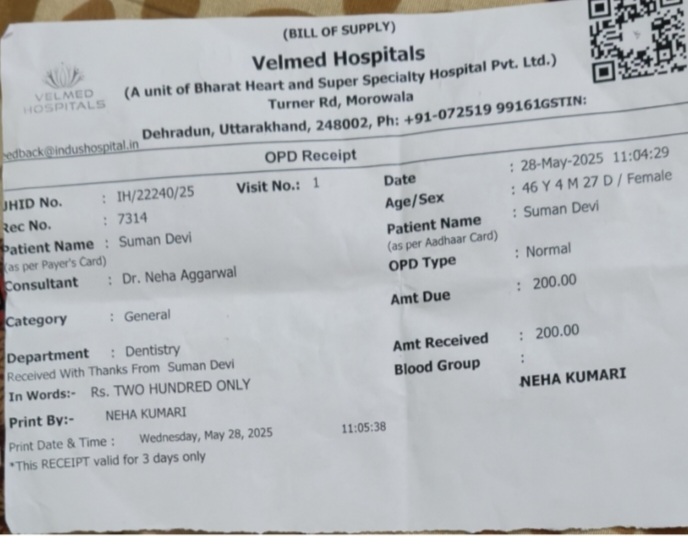 (BILL OF SUPPLY)
Velmed Hospitals
(A unit of Bharat Heart and Super Specialty Hospital Pvt. Ltd.)
Turner Rd, Morowala
Dehradun, Uttarakhand, 248002, Ph: +91-072519 99161GSTIN:
VELMED
HOSPITALS
edback@indushospital.in
OPD Receipt
JHID No. : IH/22240/25 Visit No.: 1 Date : 28-May-2025 11:04:29
Rec No. : 7314 Age/Sex : 46 Y 4 M 27 D / Female
Patient Name : Suman Devi Patient Name : Suman Devi
(as per Payer's Card) (as per Aadhaar Card)
Consultant : Dr. Neha Aggarwal OPD Type : Normal
Category : General Amt Due : 200.00
Department : Dentistry Amt Received : 200.00
Received With Thanks From Suman Devi Blood Group :
In Words:- Rs. TWO HUNDRED ONLY NEHA KUMARI
Print By:- NEHA KUMARI
Print Date & Time : Wednesday, May 28, 2025 11:05:38
*This RECEIPT valid for 3 days only